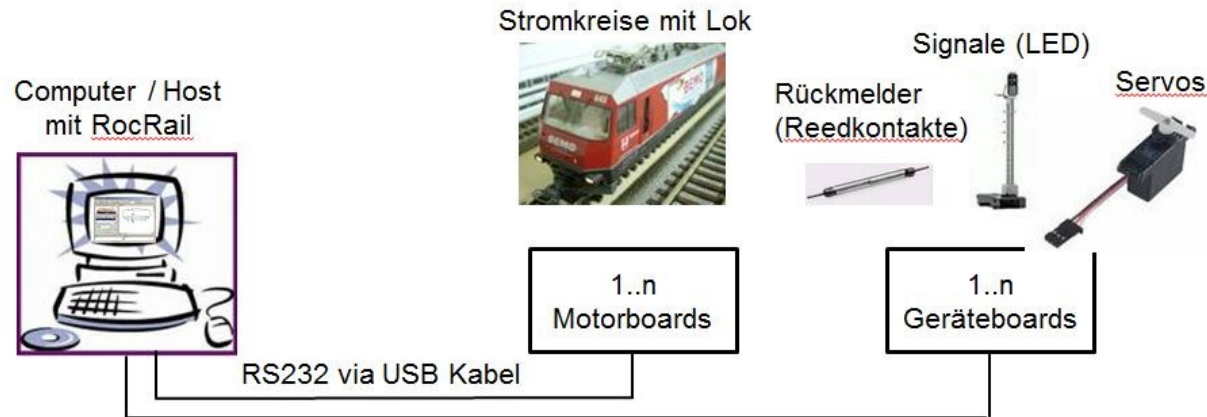 Stromkreise mit Lok
Signale (LED)
Computer / Host
mit RocRail
Rückmelder
(Reedkontakte)
Servos
BEMO
1..n
Motorboards
1..n
Geräteboards
RS232 via USB Kabel